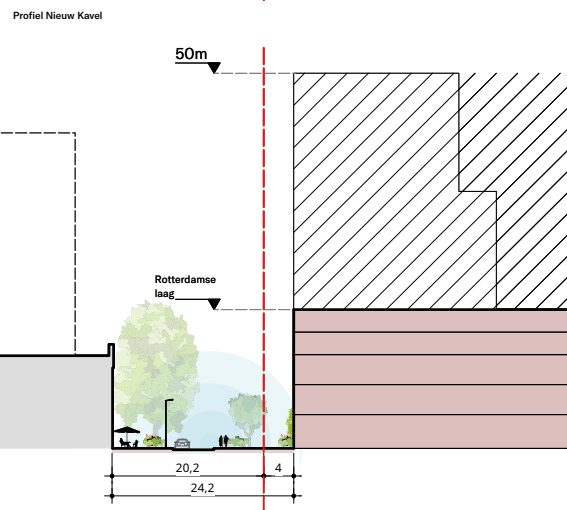 Profiel Nieuw Kavel
50m
Rotterdamse
laag
20,2
4
24,2